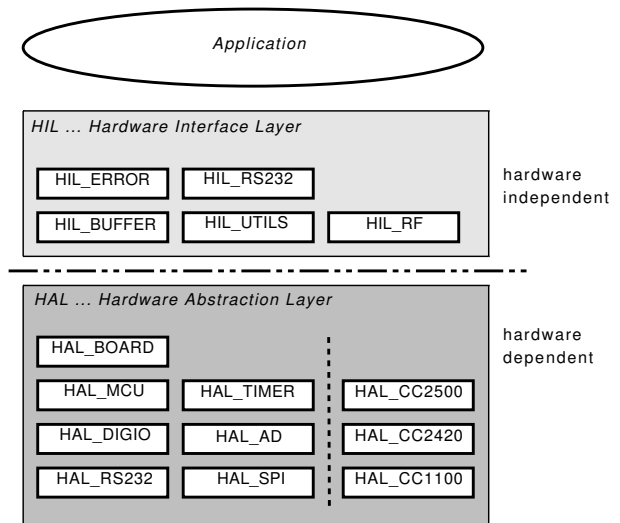 Application
HIL ... Hardware Interface Layer
HIL_ERROR HIL_RS232
HIL_BUFFER HIL_UTILS HIL_RF
hardware
independent
HAL ... Hardware Abstraction Layer
HAL_BOARD
HAL_MCU HAL_TIMER HAL_CC2500
HAL_DIGIO HAL_AD HAL_CC2420
HAL_RS232 HAL_SPI HAL_CC1100
hardware
dependent